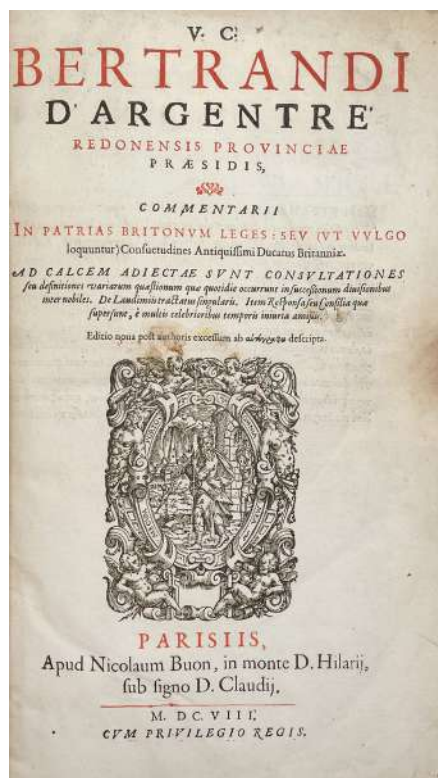 V. C.
BERTRANDI
D'ARGENTRE'
REDONENSIS PROVINCIAE
PRÆSIDIS,
COMMENTARII
IN PATRIAS BRITONVM LEGES: SEV (VT VVLGO
loquuntur) Consuetudines Antiquissimi Ducatus Britanniæ.
AD CALCEM ADIECTAE SVNT CONSVLTATIONES
seu definitiones variarum quæstionum quæ quotidie occurrunt in successionum diuisionibus
inter nobiles. De Laudimiis tractatus singularis. Item Responsa seu Consilia quæ
supersunt, è multis celebrioribus temporis iniuria amissis.
Editio nona post authoris excessum ab descripta.
PARISIIS,
Apud Nicolaum Buon, in monte D. Hilarij,
sub signo D. Claudij.
M. DC. VIII.
CVM PRIVILEGIO REGIS.